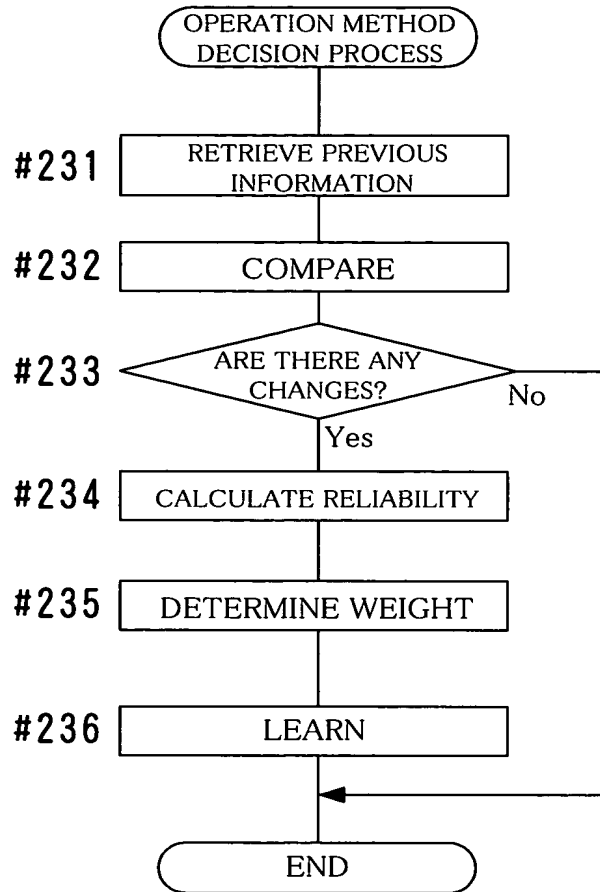 OPERATION METHOD
DECISION PROCESS
#231
RETRIEVE PREVIOUS
INFORMATION
#232
COMPARE
#233
ARE THERE ANY
CHANGES?
No
Yes
#234
CALCULATE RELIABILITY
#235
DETERMINE WEIGHT
#236
LEARN
END